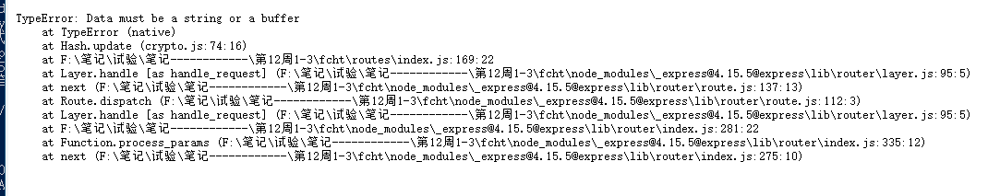 TypeError: Data must be a string or a buffer
at TypeError (native)
at Hash.update (crypto.js:74:16)
at F:\笔记\试验\笔记------------\第12周1-3\fcht\routes\index.js:169:22
at Layer.handle [as handle_request] (F:\笔记\试验\笔记------------\第12周1-3\fcht\node_modules\_express@4.15.5@express\lib\router\layer.js:95:5)
at next (F:\笔记\试验\笔记------------\第12周1-3\fcht\node_modules\_express@4.15.5@express\lib\router\route.js:137:13)
at Route.dispatch (F:\笔记\试验\笔记------------\第12周1-3\fcht\node_modules\_express@4.15.5@express\lib\router\route.js:112:3)
at Layer.handle [as handle_request] (F:\笔记\试验\笔记------------\第12周1-3\fcht\node_modules\_express@4.15.5@express\lib\router\layer.js:95:5)
at F:\笔记\试验\笔记------------\第12周1-3\fcht\node_modules\_express@4.15.5@express\lib\router\index.js:281:22
at Function.process_params (F:\笔记\试验\笔记------------\第12周1-3\fcht\node_modules\_express@4.15.5@express\lib\router\index.js:335:12)
at next (F:\笔记\试验\笔记------------\第12周1-3\fcht\node_modules\_express@4.15.5@express\lib\router\index.js:275:10)